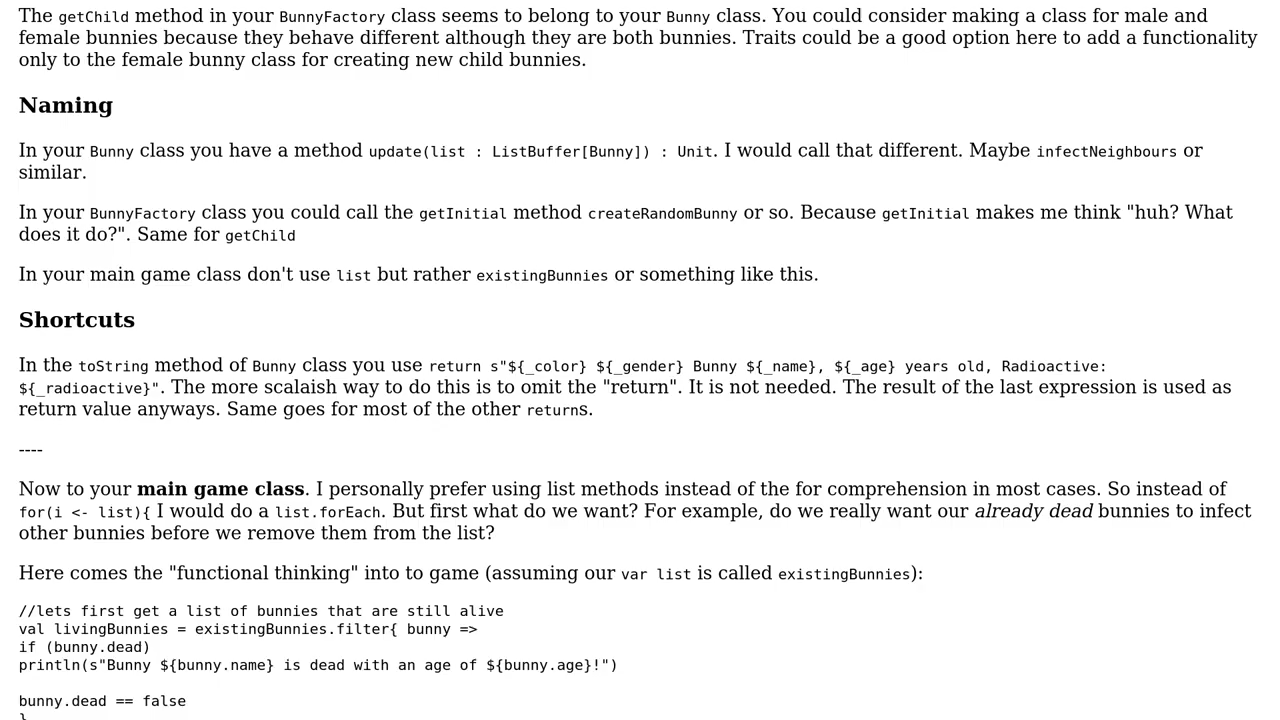 The getChild method in your BunnyFactory class seems to belong to your Bunny class. You could consider making a class for male and
female bunnies because they behave different although they are both bunnies. Traits could be a good option here to add a functionality
only to the female bunny class for creating new child bunnies.
Naming
In your Bunny class you have a method update(list : ListBuffer[Bunny]) : Unit. I would call that different. Maybe infectNeighbours or
similar.
In your BunnyFactory class you could call the getInitial method createRandomBunny or so. Because getInitial makes me think "huh? What
does it do?". Same for getChild
In your main game class don't use list but rather existingBunnies or something like this.
Shortcuts
In the toString method of Bunny class you use return s"${_color} ${_gender} Bunny ${_name}, ${_age} years old, Radioactive:
${_radioactive}". The more scalaish way to do this is to omit the "return". It is not needed. The result of the last expression is used as
return value anyways. Same goes for most of the other returns.
----
Now to your main game class. I personally prefer using list methods instead of the for comprehension in most cases. So instead of
for(i <- list){ I would do a list.forEach. But first what do we want? For example, do we really want our already dead bunnies to infect
other bunnies before we remove them from the list?
Here comes the "functional thinking" into to game (assuming our var list is called existingBunnies):
//lets first get a list of bunnies that are still alive
val livingBunnies = existingBunnies.filter{ bunny =>
if (bunny.dead)
println(s"Bunny ${bunny.name} is dead with an age of ${bunny.age}!")
bunny.dead == false
}